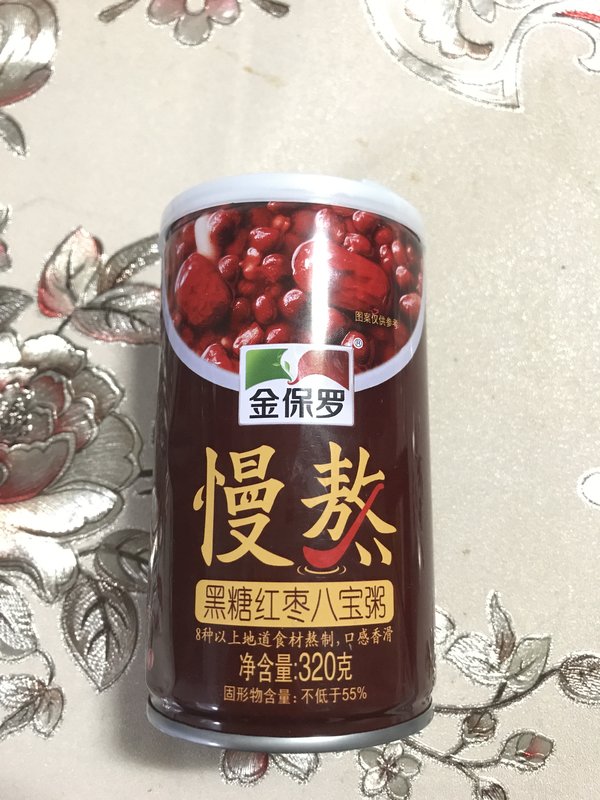 图案仅供参考
®
金保罗
慢熬
黑糖红枣八宝粥
8种以上地道食材熬制,口感香滑
净含量:320克
固形物含量:不低于55%